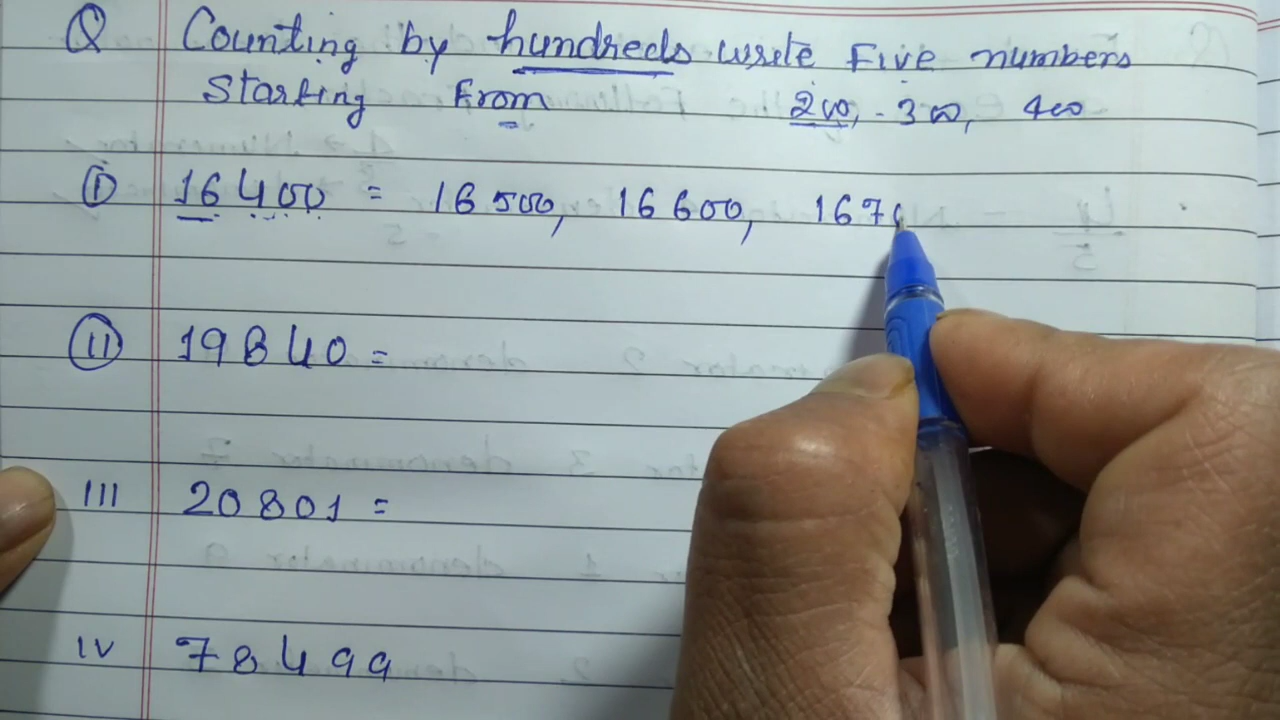 Q Counting by hundreds write Five numbers
Starting From 200, - 300, 400
(i) 16400 = 16500, 16600, 1670
(ii) 19840 =
III 20801 =
IV 78499